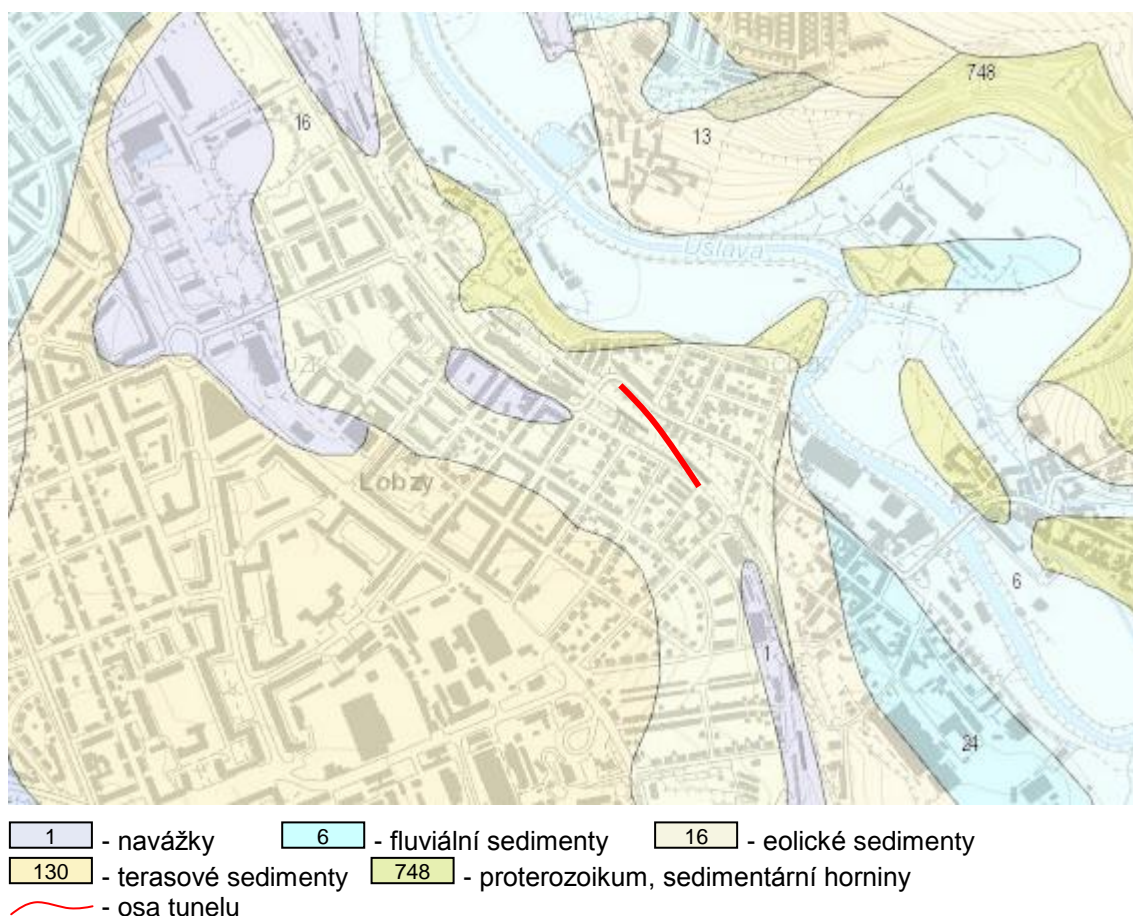 748
16
13
Úslava
Lobzy
6
1
24
1 - navážky 6 - fluviální sedimenty 16 - eolické sedimenty
130 - terasové sedimenty 748 - proterozoikum, sedimentární horniny
- osa tunelu